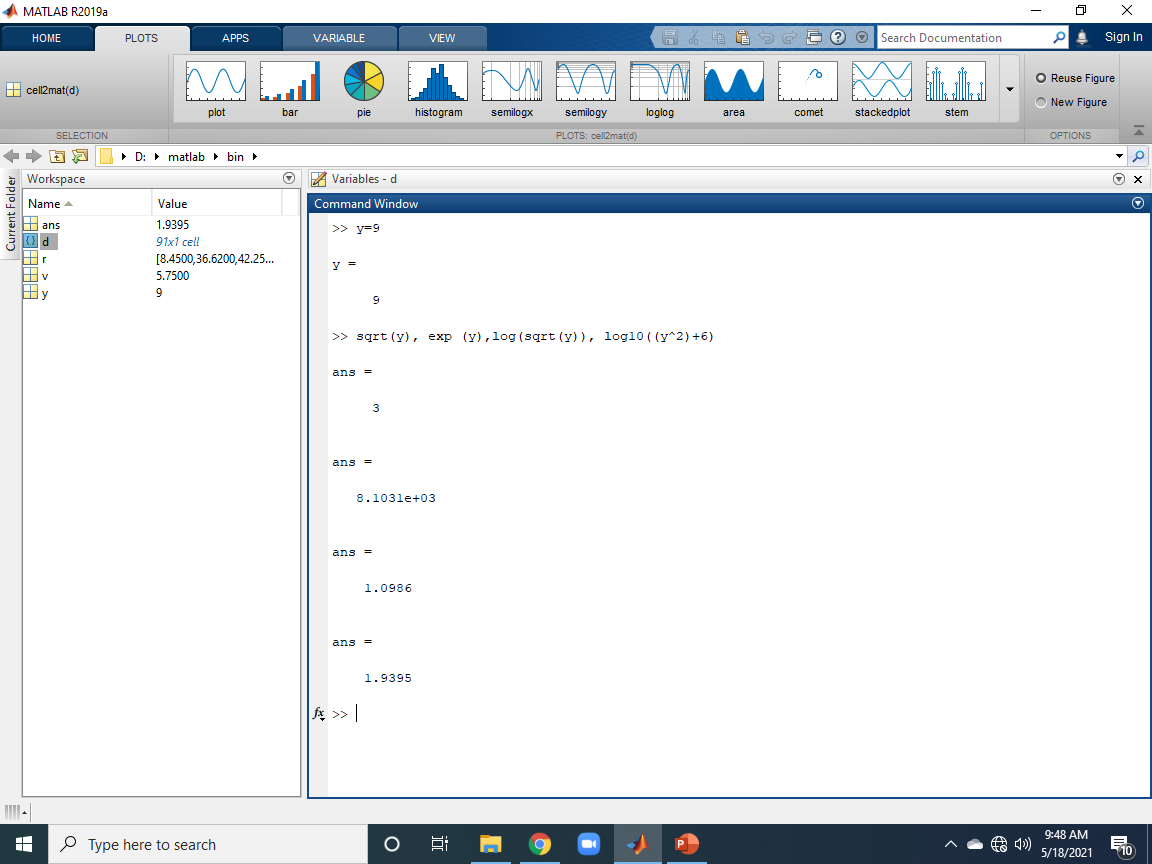 MATLAB R2019a
HOME PLOTS APPS VARIABLE VIEW Search Documentation Sign In
cell2mat(d)
plot bar pie histogram semilogx semilogy loglog area comet stackedplot stem
Reuse Figure
New Figure
SELECTION PLOTS: cell2mat(d) OPTIONS
D: matlab bin
Current Folder
Workspace
Name Value
ans 1.9395
d 91x1 cell
r [8.4500,36.6200,42.25...
v 5.7500
y 9
Variables - d
Command Window
>> y=9
y =
9
>> sqrt(y), exp (y),log(sqrt(y)), log10((y^2)+6)
ans =
3
ans =
8.1031e+03
ans =
1.0986
ans =
1.9395
fx >>
Type here to search
9:48 AM
5/18/2021
10